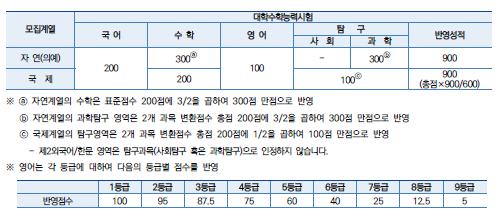 모집계열 대학수학능력시험
국 어 수 학 영 어 탐 구 반영성적
사 회 과 학
자 연(의예) 200 300ⓐ 100 - 300ⓑ 900
국 제 200 100ⓒ 900
(총점×900/600)
※ ⓐ 자연계열의 수학은 표준점수 200점에 3/2을 곱하여 300점 만점으로 반영
ⓑ 자연계열의 과학탐구 영역은 2개 과목 변환점수 총점 200점에 3/2을 곱하여 300점 만점으로 반영
ⓒ 국제계열의 탐구영역은 2개 과목 변환점수 총점 200점에 1/2을 곱하여 100점 만점으로 반영
- 제2외국어/한문 영역은 탐구과목(사회탐구 혹은 과학탐구)으로 인정하지 않습니다.
※ 영어는 각 등급에 대하여 다음의 등급별 점수를 반영
1등급 2등급 3등급 4등급 5등급 6등급 7등급 8등급 9등급
반영점수 100 95 87.5 75 60 40 25 12.5 5